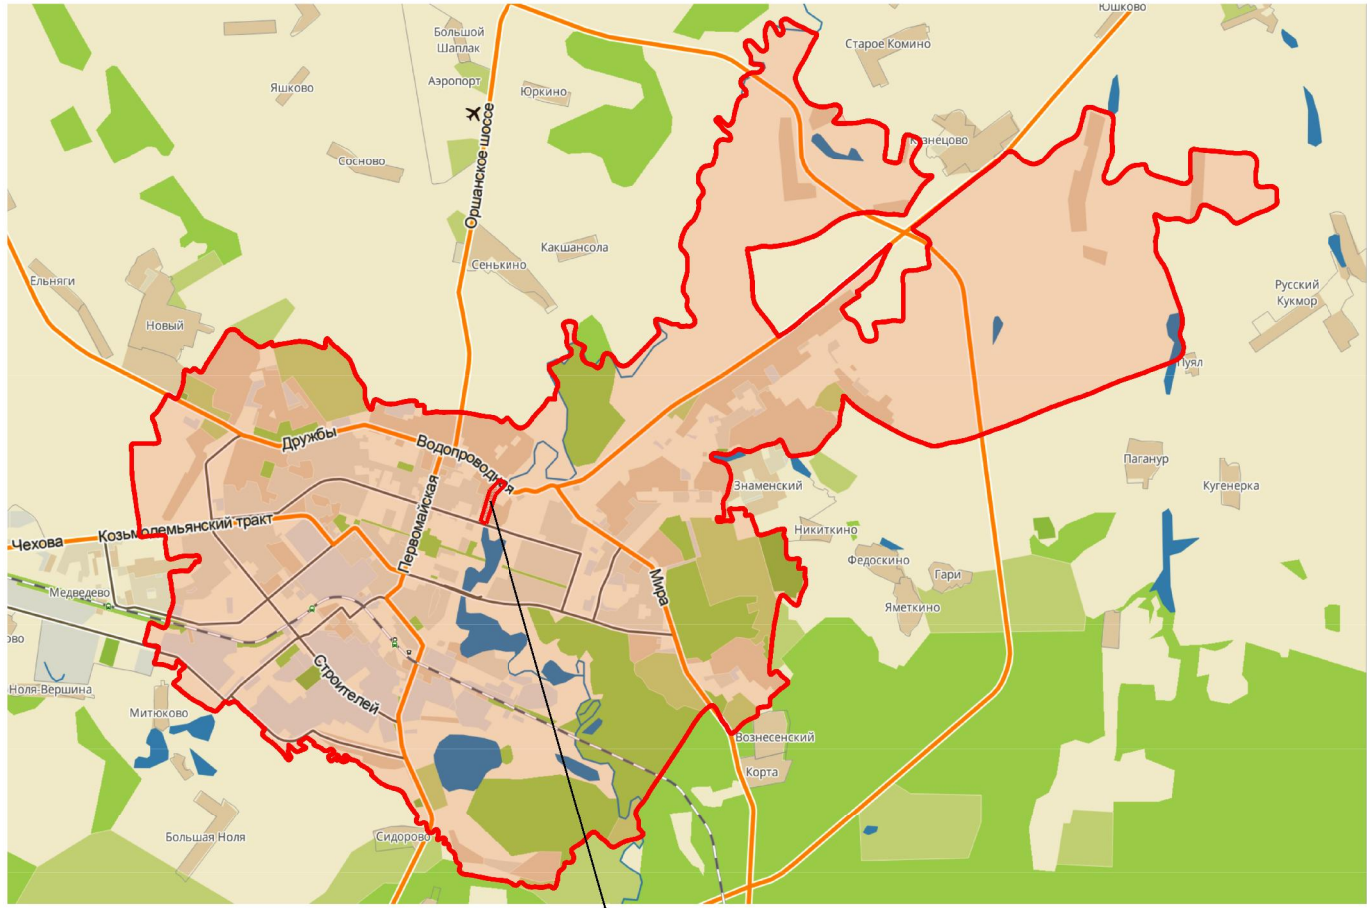 Юшково
Большой
Шаплак
Старое Комино
Аэропорт
Яшково
Юркино
Оршанское шоссе
Кузнецово
Сосново
Какшансола
Сенькино
Ельняги
Русский
Кукмор
Новый
Пуял
Дружбы
Водопроводная
Паганур
Знаменский
Кугенерка
Первомайская
Козьмодемьянский тракт
Никиткино
Чехова
Федоскино
Гари
Мира
Медведево
Яметкино
ово
Строителей
Ноля-Вершина
Митюково
Вознесенский
Корта
Большая Ноля
Сидорово